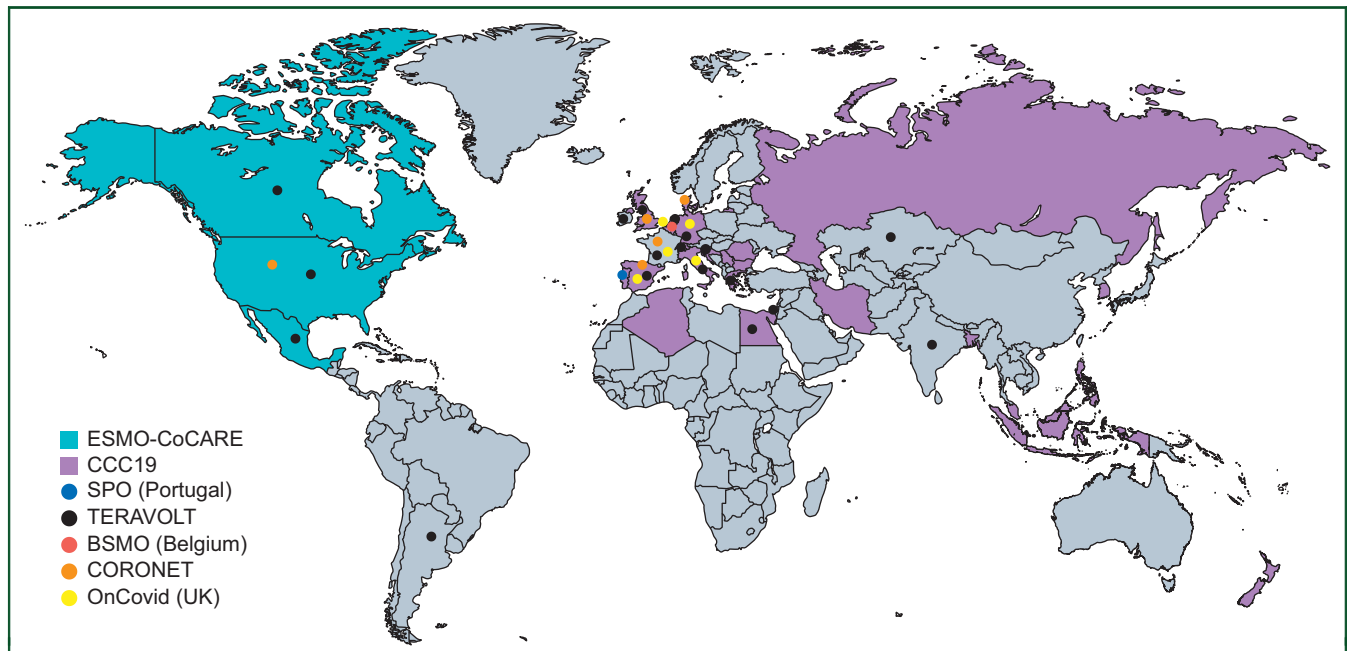 ESMO-CoCARE
CCC19
SPO (Portugal)
TERAVOLT
BSMO (Belgium)
CORONET
OnCovid (UK)